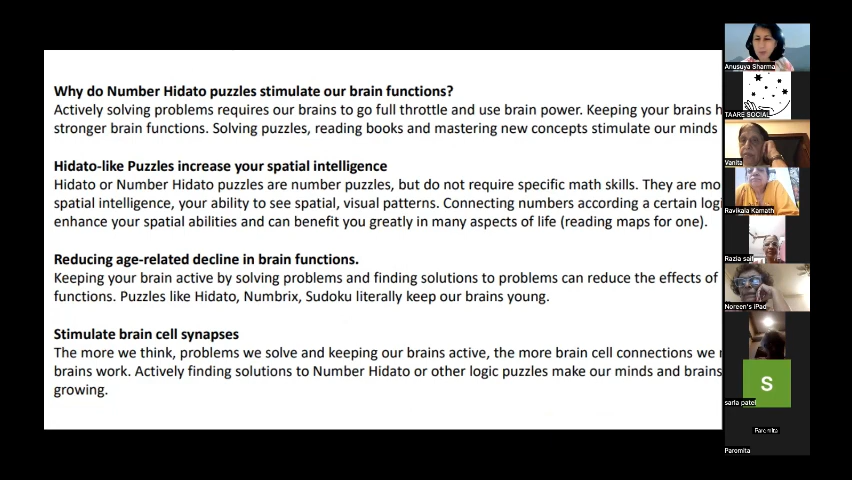 Why do Number Hidato puzzles stimulate our brain functions?
Actively solving problems requires our brains to go full throttle and use brain power. Keeping your brains
stronger brain functions. Solving puzzles, reading books and mastering new concepts stimulate our minds
Hidato-like Puzzles increase your spatial intelligence
Hidato or Number Hidato puzzles are number puzzles, but do not require specific math skills. They are mo
spatial intelligence, your ability to see spatial, visual patterns. Connecting numbers according a certain logi
enhance your spatial abilities and can benefit you greatly in many aspects of life (reading maps for one).
Reducing age-related decline in brain functions.
Keeping your brain active by solving problems and finding solutions to problems can reduce the effects of
functions. Puzzles like Hidato, Numbrix, Sudoku literally keep our brains young.
Stimulate brain cell synapses
The more we think, problems we solve and keeping our brains active, the more brain cell connections we
brains work. Actively finding solutions to Number Hidato or other logic puzzles make our minds and brains
growing.
Anusuya Sharma
TAARE SOCIAL
Vanita
Ravikala Kamath
Razia saif
Noreen's iPad
S
sarla patel
Paromita
Paromita